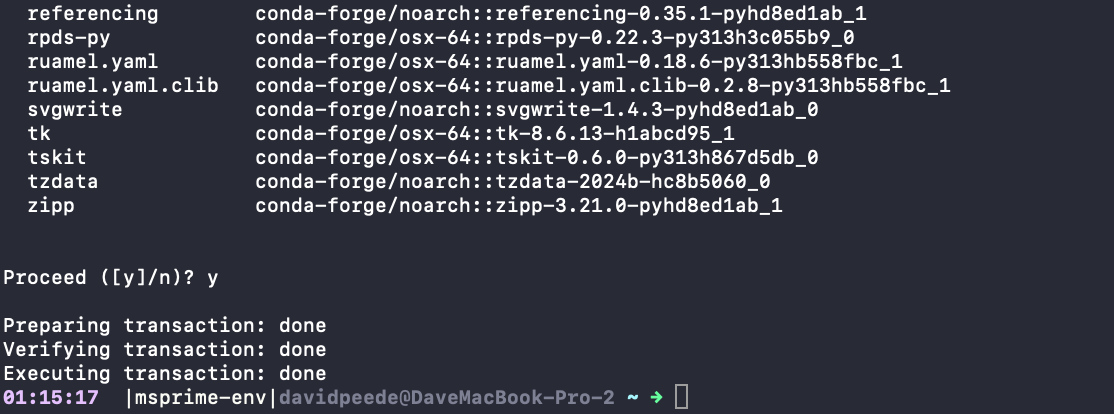 referencing conda-forge/noarch::referencing-0.35.1-pyhd8ed1ab_1
rpds-py conda-forge/osx-64::rpds-py-0.22.3-py313h3c055b9_0
ruamel.yaml conda-forge/osx-64::ruamel.yaml-0.18.6-py313hb558fbc_1
ruamel.yaml.clib conda-forge/osx-64::ruamel.yaml.clib-0.2.8-py313hb558fbc_1
svgwrite conda-forge/noarch::svgwrite-1.4.3-pyhd8ed1ab_0
tk conda-forge/osx-64::tk-8.6.13-h1abcd95_1
tskit conda-forge/osx-64::tskit-0.6.0-py313h867d5db_0
tzdata conda-forge/noarch::tzdata-2024b-hc8b5060_0
zipp conda-forge/noarch::zipp-3.21.0-pyhd8ed1ab_1
Proceed ([y]/n)? y
Preparing transaction: done
Verifying transaction: done
Executing transaction: done
01:15:17 |msprime-env|davidpeede@DaveMacBook-Pro-2 ~ →